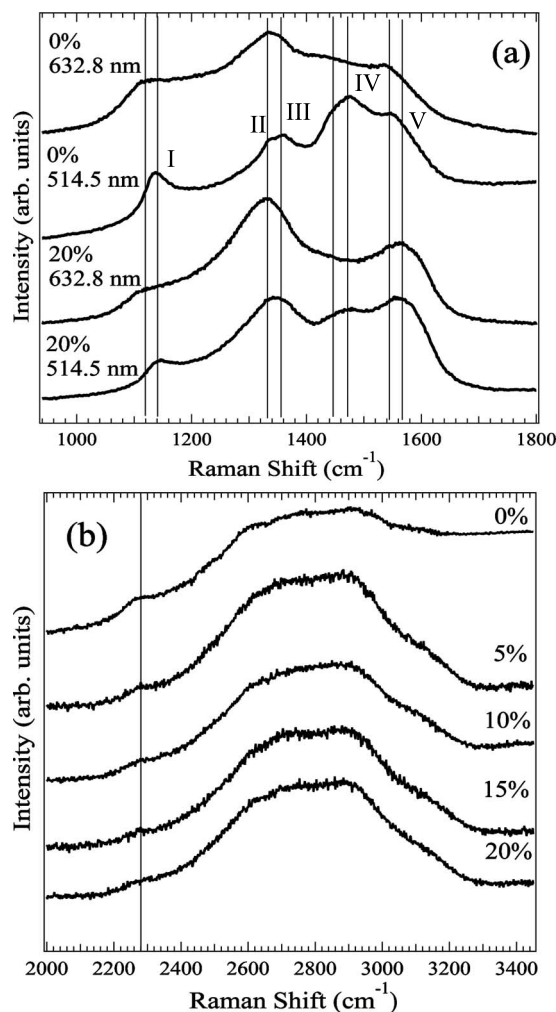 (a)
0%
632.8 nm
0%
514.5 nm
20%
632.8 nm
20%
514.5 nm
I
II
III
IV
V
Intensity (arb. units)
1000
1200
1400
1600
1800
Raman Shift (cm⁻¹)
(b)
0%
5%
10%
15%
20%
Intensity (arb. units)
2000
2200
2400
2600
2800
3000
3200
3400
Raman Shift (cm⁻¹)